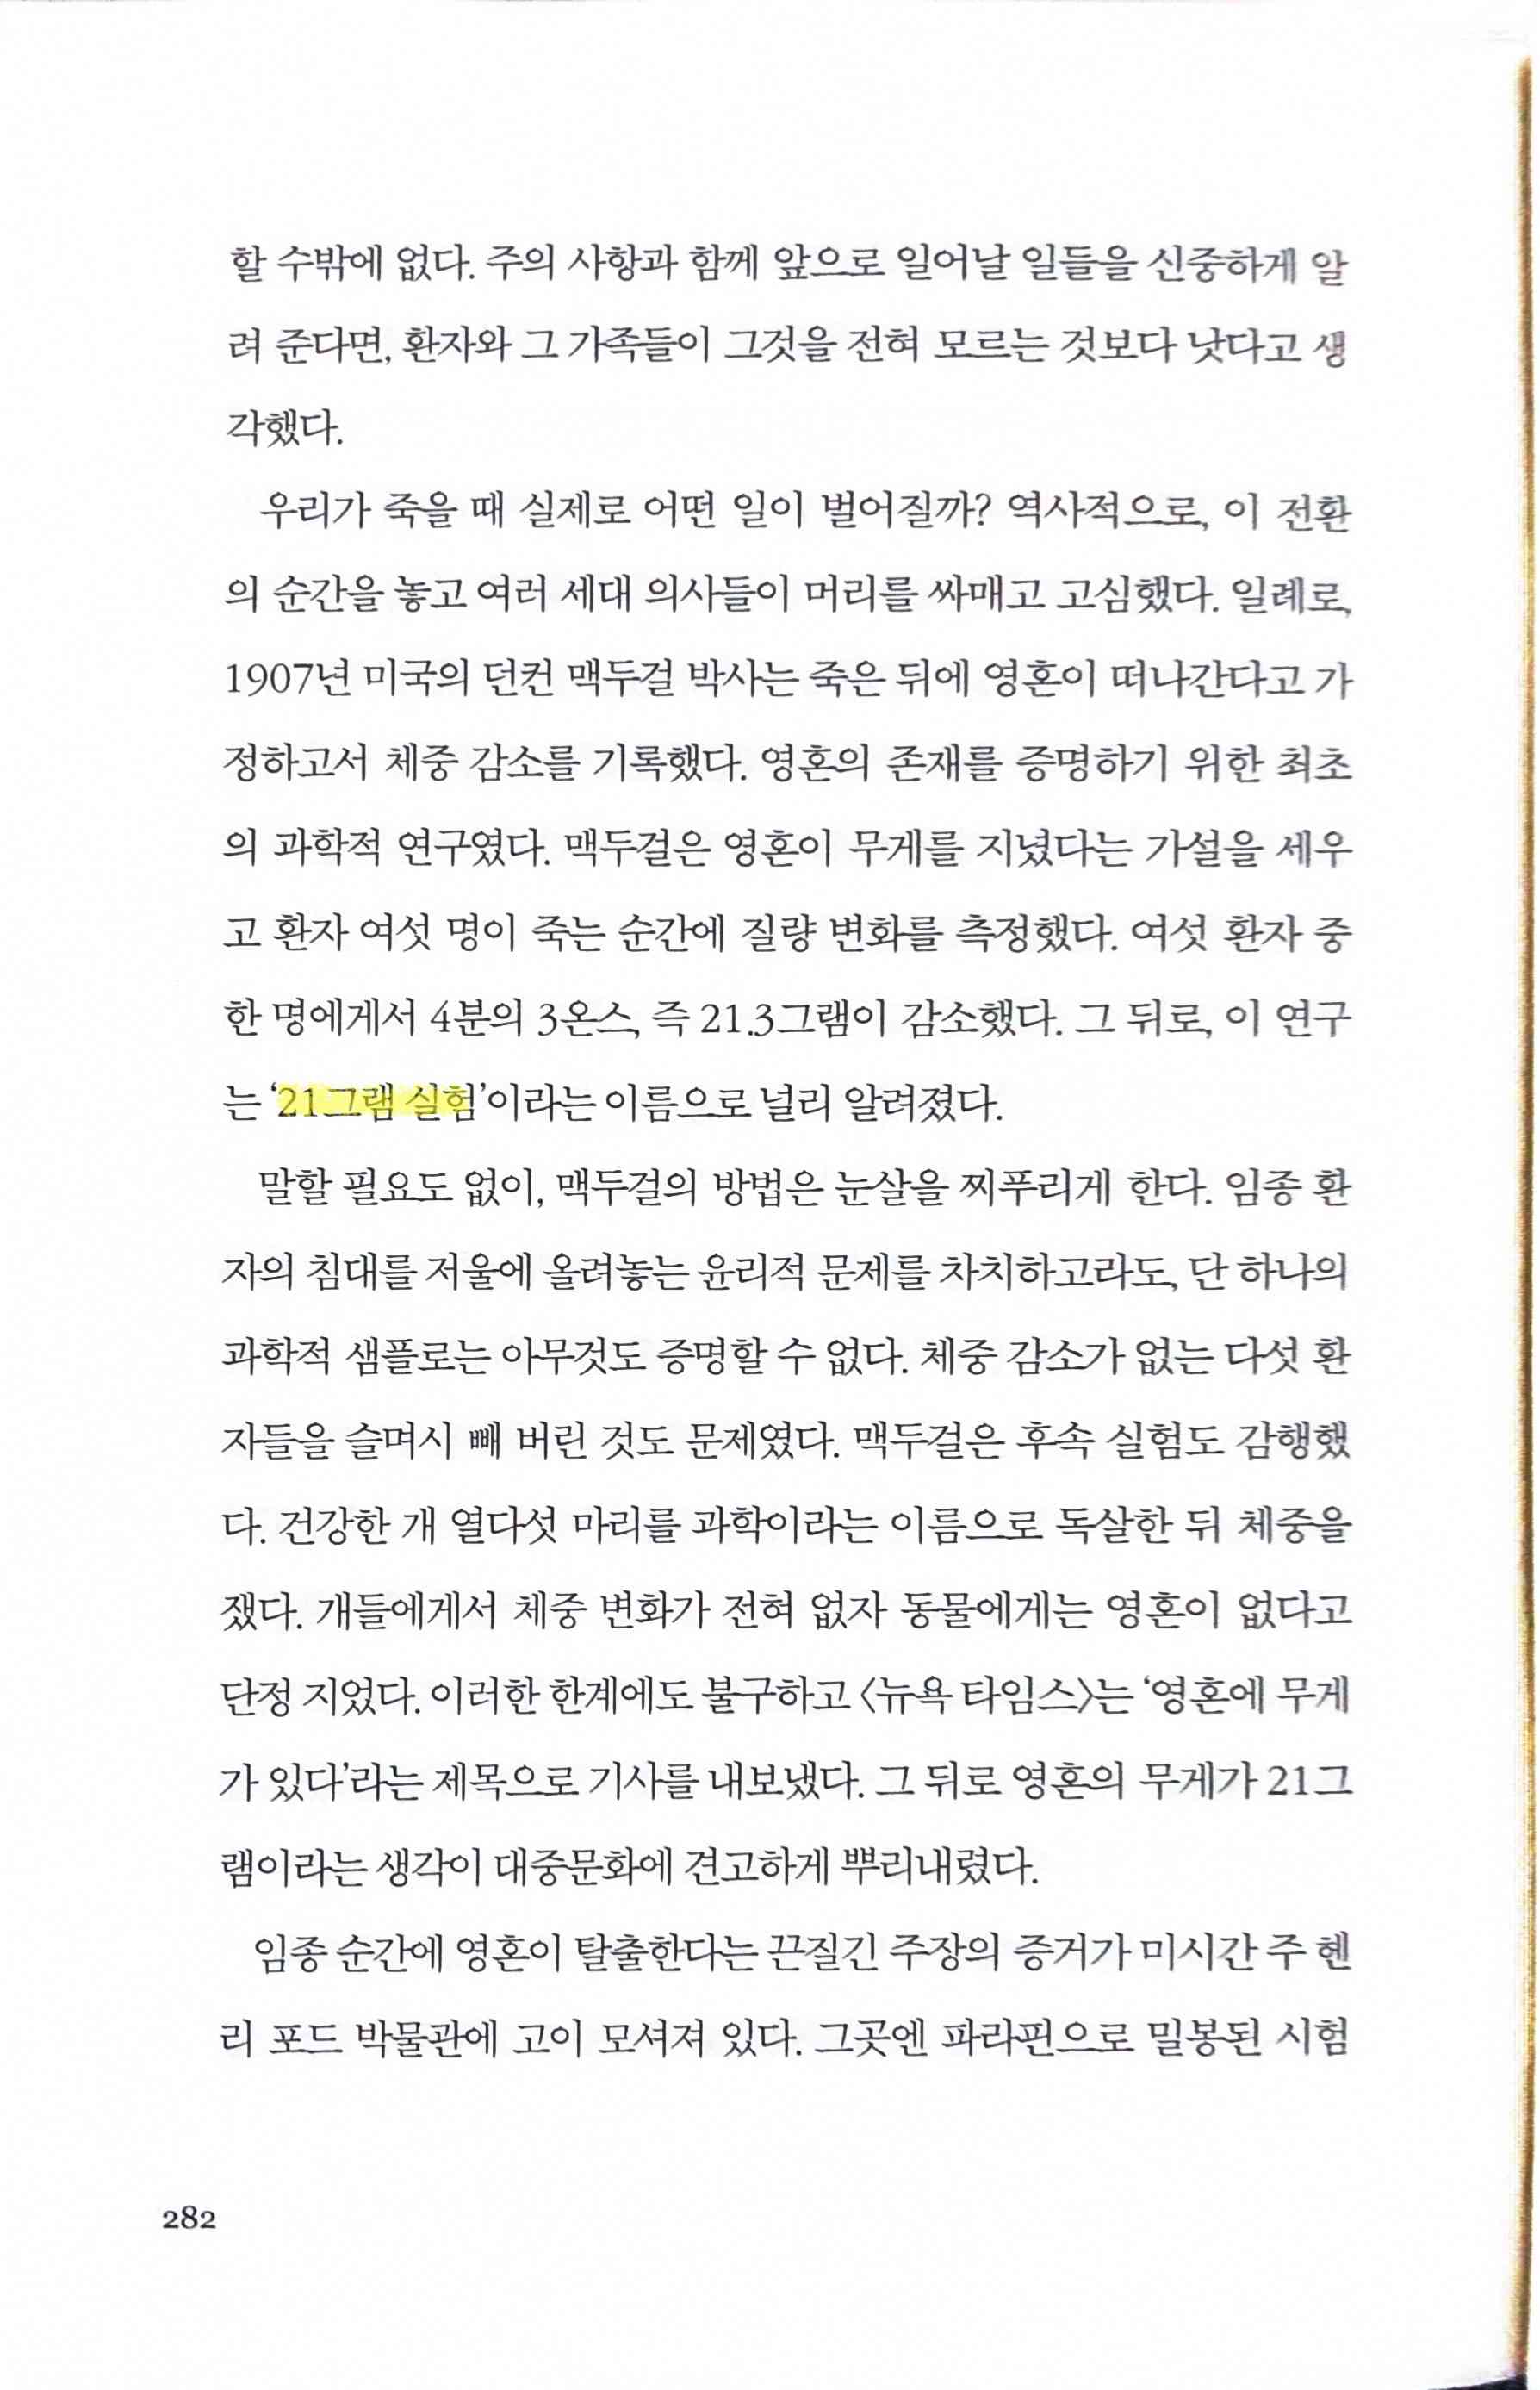 할 수밖에 없다. 주의 사항과 함께 앞으로 일어날 일들을 신중하게 알
려 준다면, 환자와 그 가족들이 그것을 전혀 모르는 것보다 낫다고 생
각했다.
우리가 죽을 때 실제로 어떤 일이 벌어질까? 역사적으로, 이 전환
의 순간을 놓고 여러 세대 의사들이 머리를 싸매고 고심했다. 일례로,
1907년 미국의 던컨 맥두걸 박사는 죽은 뒤에 영혼이 떠나간다고 가
정하고서 체중 감소를 기록했다. 영혼의 존재를 증명하기 위한 최초
의 과학적 연구였다. 맥두걸은 영혼이 무게를 지녔다는 가설을 세우
고 환자 여섯 명이 죽는 순간에 질량 변화를 측정했다. 여섯 환자 중
한 명에게서 4분의 3온스, 즉 21.3그램이 감소했다. 그 뒤로, 이 연구
는 ‘21그램 실험’이라는 이름으로 널리 알려졌다.
말할 필요도 없이, 맥두걸의 방법은 눈살을 찌푸리게 한다. 임종 환
자의 침대를 저울에 올려놓는 윤리적 문제를 차치하고라도, 단 하나의
과학적 샘플로는 아무것도 증명할 수 없다. 체중 감소가 없는 다섯 환
자들을 슬며시 빼 버린 것도 문제였다. 맥두걸은 후속 실험도 감행했
다. 건강한 개 열다섯 마리를 과학이라는 이름으로 독살한 뒤 체중을
쟀다. 개들에게서 체중 변화가 전혀 없자 동물에게는 영혼이 없다고
단정 지었다. 이러한 한계에도 불구하고 〈뉴욕 타임스〉는 ‘영혼에 무게
가 있다’라는 제목으로 기사를 내보냈다. 그 뒤로 영혼의 무게가 21그
램이라는 생각이 대중문화에 견고하게 뿌리내렸다.
임종 순간에 영혼이 탈출한다는 끈질긴 주장의 증거가 미시간 주 헨
리 포드 박물관에 고이 모셔져 있다. 그곳엔 파라핀으로 밀봉된 시험
282